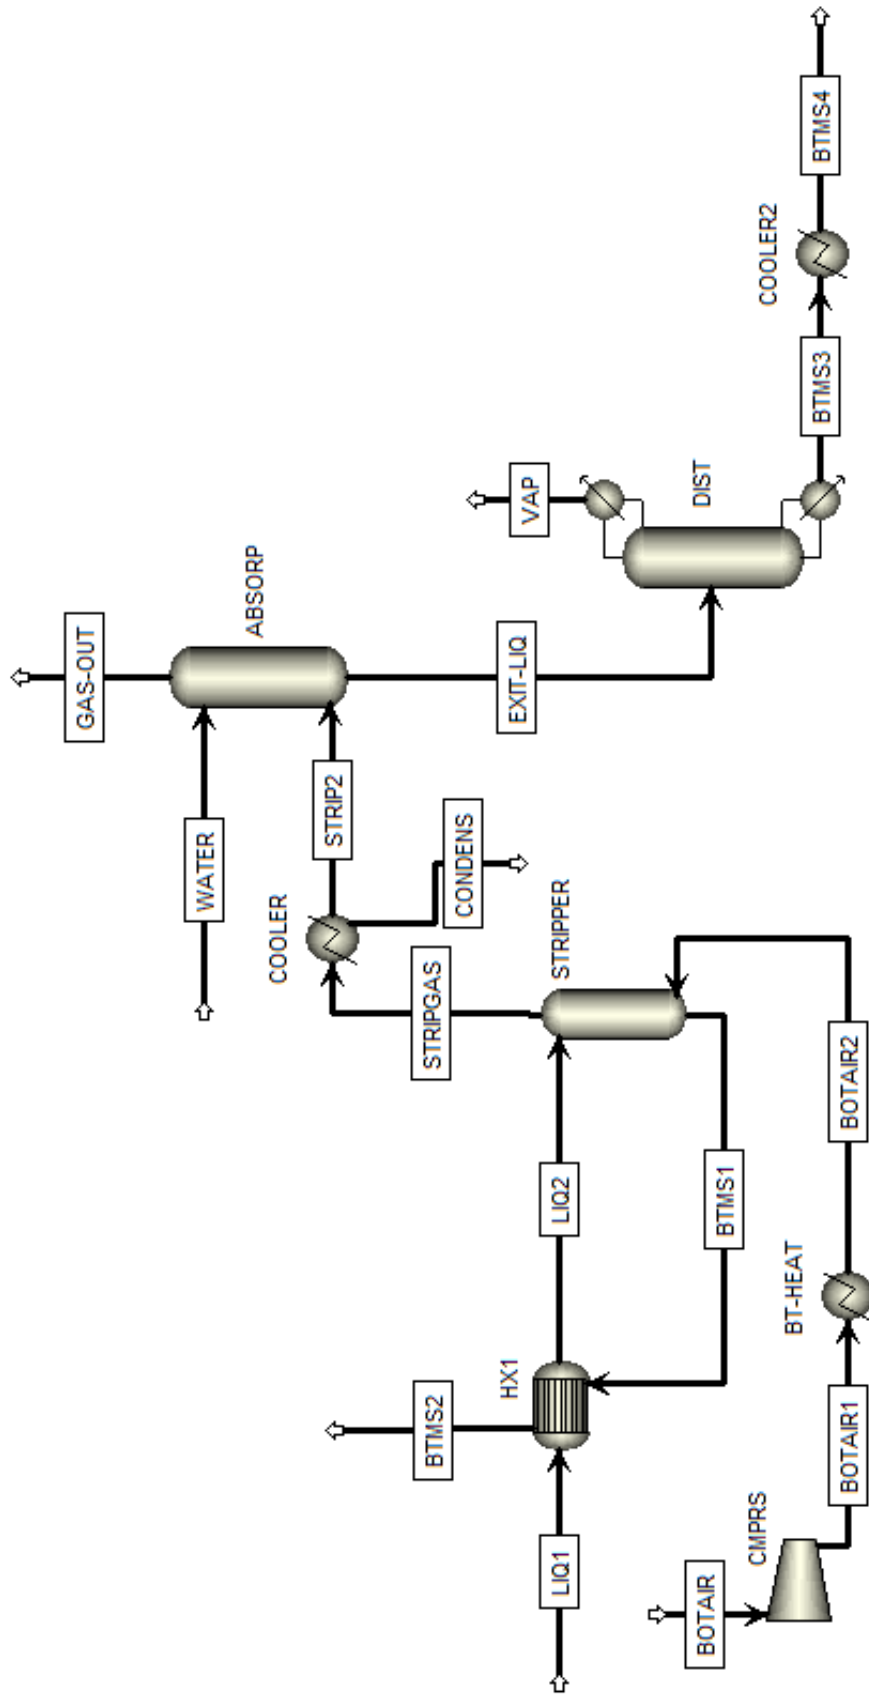 GAS-OUT
ABSORP
WATER
STRIP2
COOLER
CONDENS
STRIPGAS
STRIPPER
EXIT-LIQ
VAP
DIST
BTMS3
COOLER2
BTMS4
LIQ1
HX1
BTMS2
LIQ2
BTMS1
BOTAIR
CMPRS
BOTAIR1
BT-HEAT
BOTAIR2